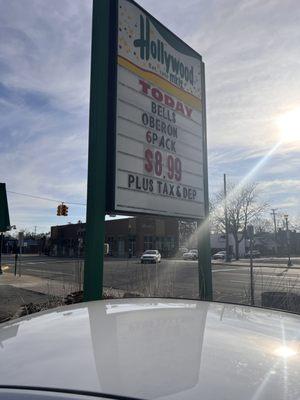 Hollywood
TODAY
BELLS
OBERON
6PACK
$8.99
PLUS TAX & DEP